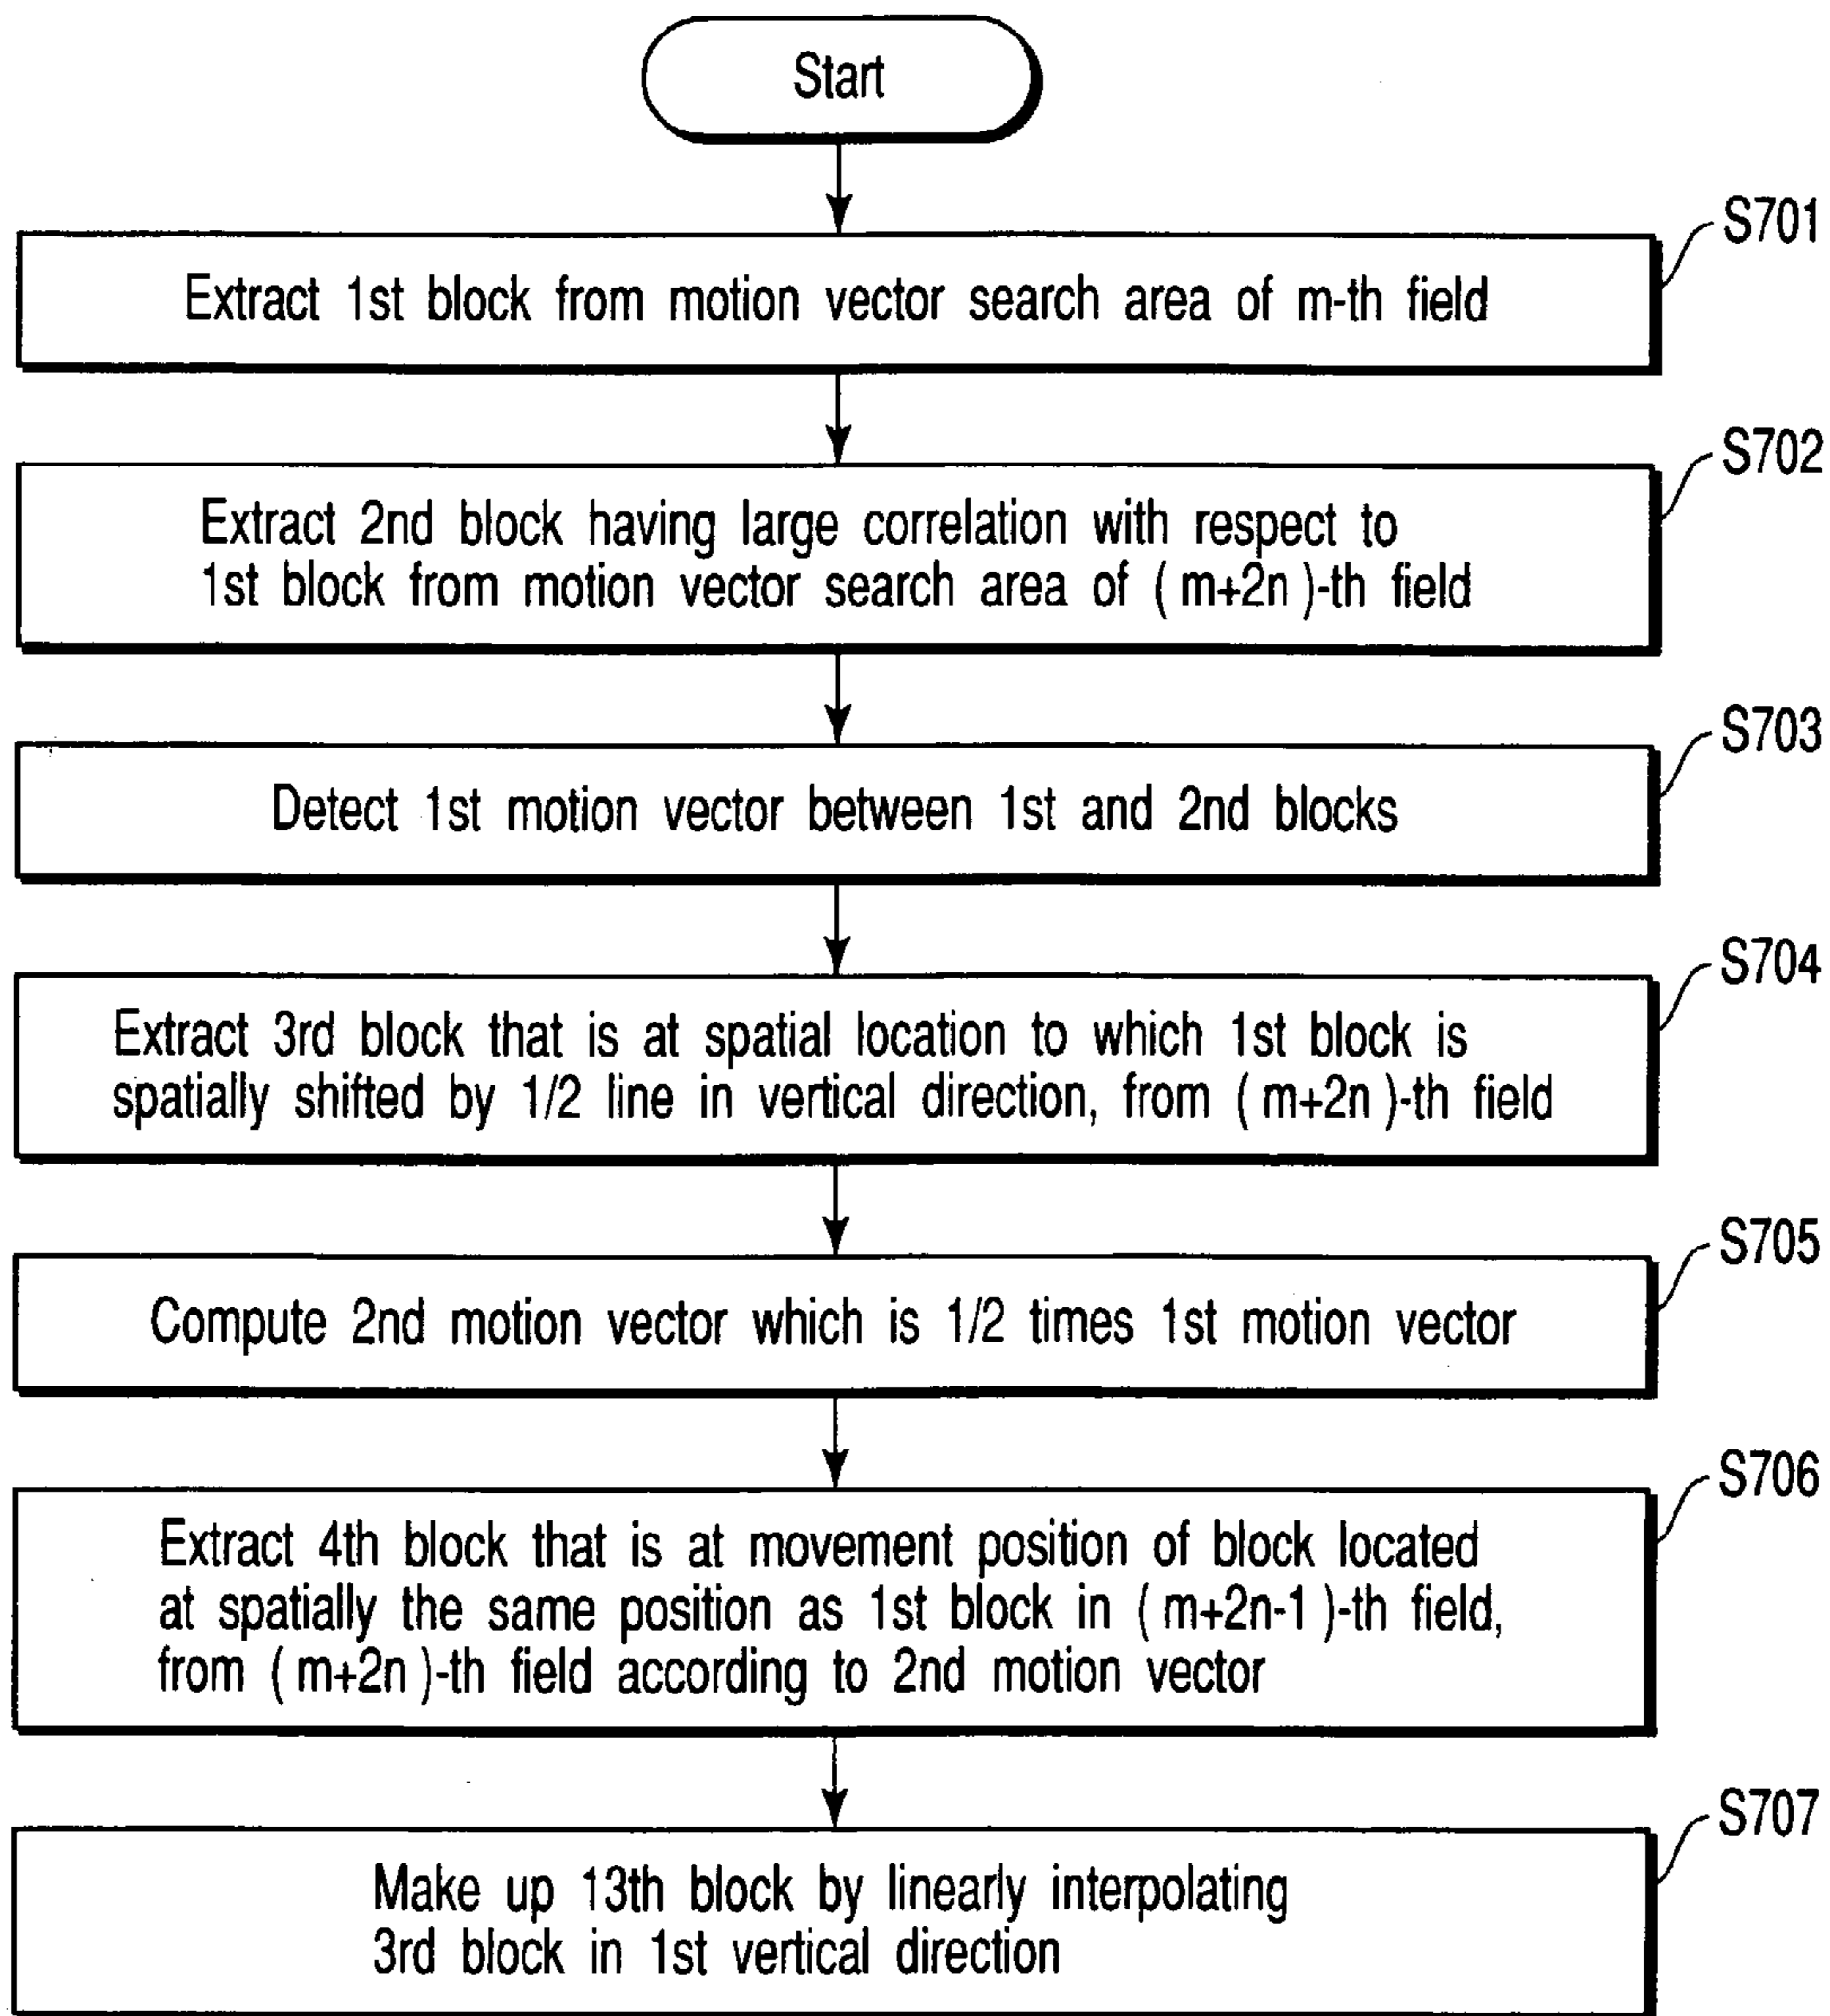 Start
S701
Extract 1st block from motion vector search area of m-th field
S702
Extract 2nd block having large correlation with respect to
1st block from motion vector search area of (m+2n)-th field
S703
Detect 1st motion vector between 1st and 2nd blocks
S704
Extract 3rd block that is at spatial location to which 1st block is
spatially shifted by 1/2 line in vertical direction, from (m+2n)-th field
S705
Compute 2nd motion vector which is 1/2 times 1st motion vector
S706
Extract 4th block that is at movement position of block located
at spatially the same position as 1st block in (m+2n-1)-th field,
from (m+2n)-th field according to 2nd motion vector
S707
Make up 13th block by linearly interpolating
3rd block in 1st vertical direction